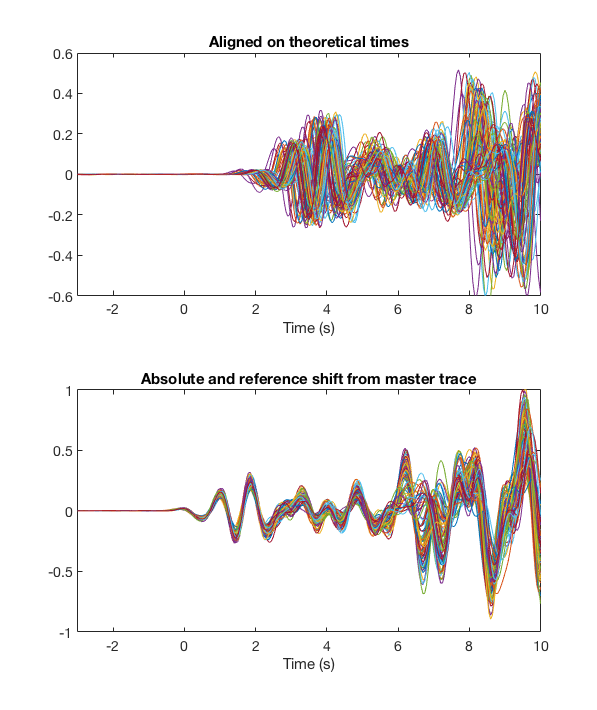 Aligned on theoretical times
0.6
0.4
0.2
0
-0.2
-0.4
-0.6
-2 0 2 4 6 8 10
Time (s)
Absolute and reference shift from master trace
1
0.5
0
-0.5
-1
-2 0 2 4 6 8 10
Time (s)